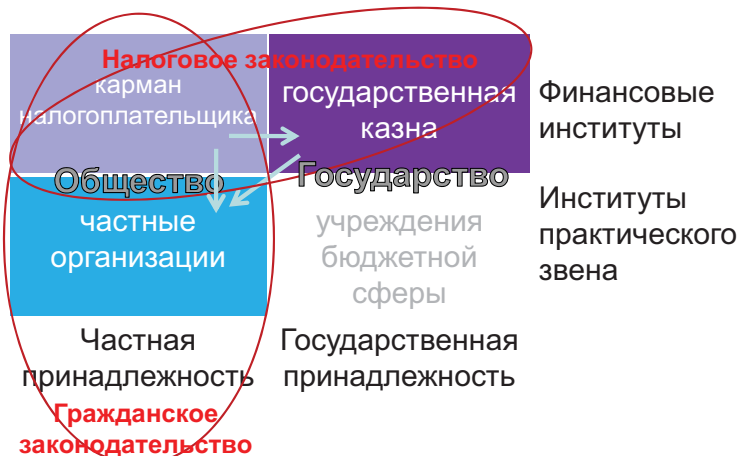 Налоговое законодательство
карман
налогоплательщика
государственная
казна
Финансовые
институты
Общество
Государство
частные
организации
учреждения
бюджетной
сферы
Институты
практического
звена
Частная
принадлежность
Государственная
принадлежность
Гражданское
законодательство